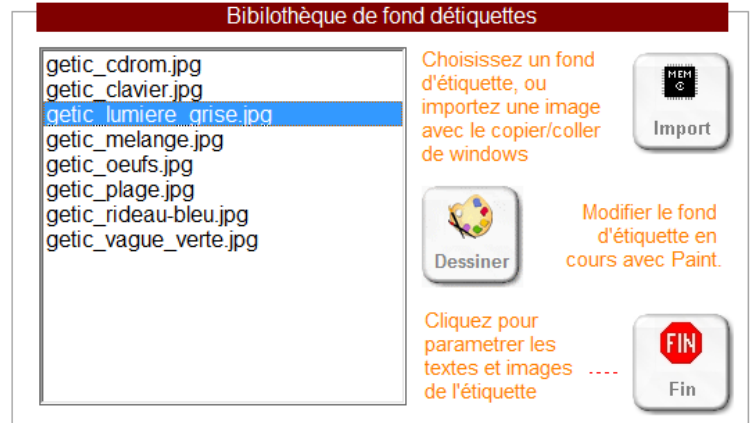 Bibilothèque de fond détiquettes
getic_cdrom.jpg
getic_clavier.jpg
getic_lumiere_grise.jpg
getic_melange.jpg
getic_oeufs.jpg
getic_plage.jpg
getic_rideau-bleu.jpg
getic_vague_verte.jpg
Choisissez un fond
d'étiquette, ou
importez une image
avec le copier/coller
de windows
MEM
C
Import
Dessiner
Modifier le fond
d'étiquette en
cours avec Paint.
Cliquez pour
parametrer les
textes et images
de l'étiquette
FIN
Fin